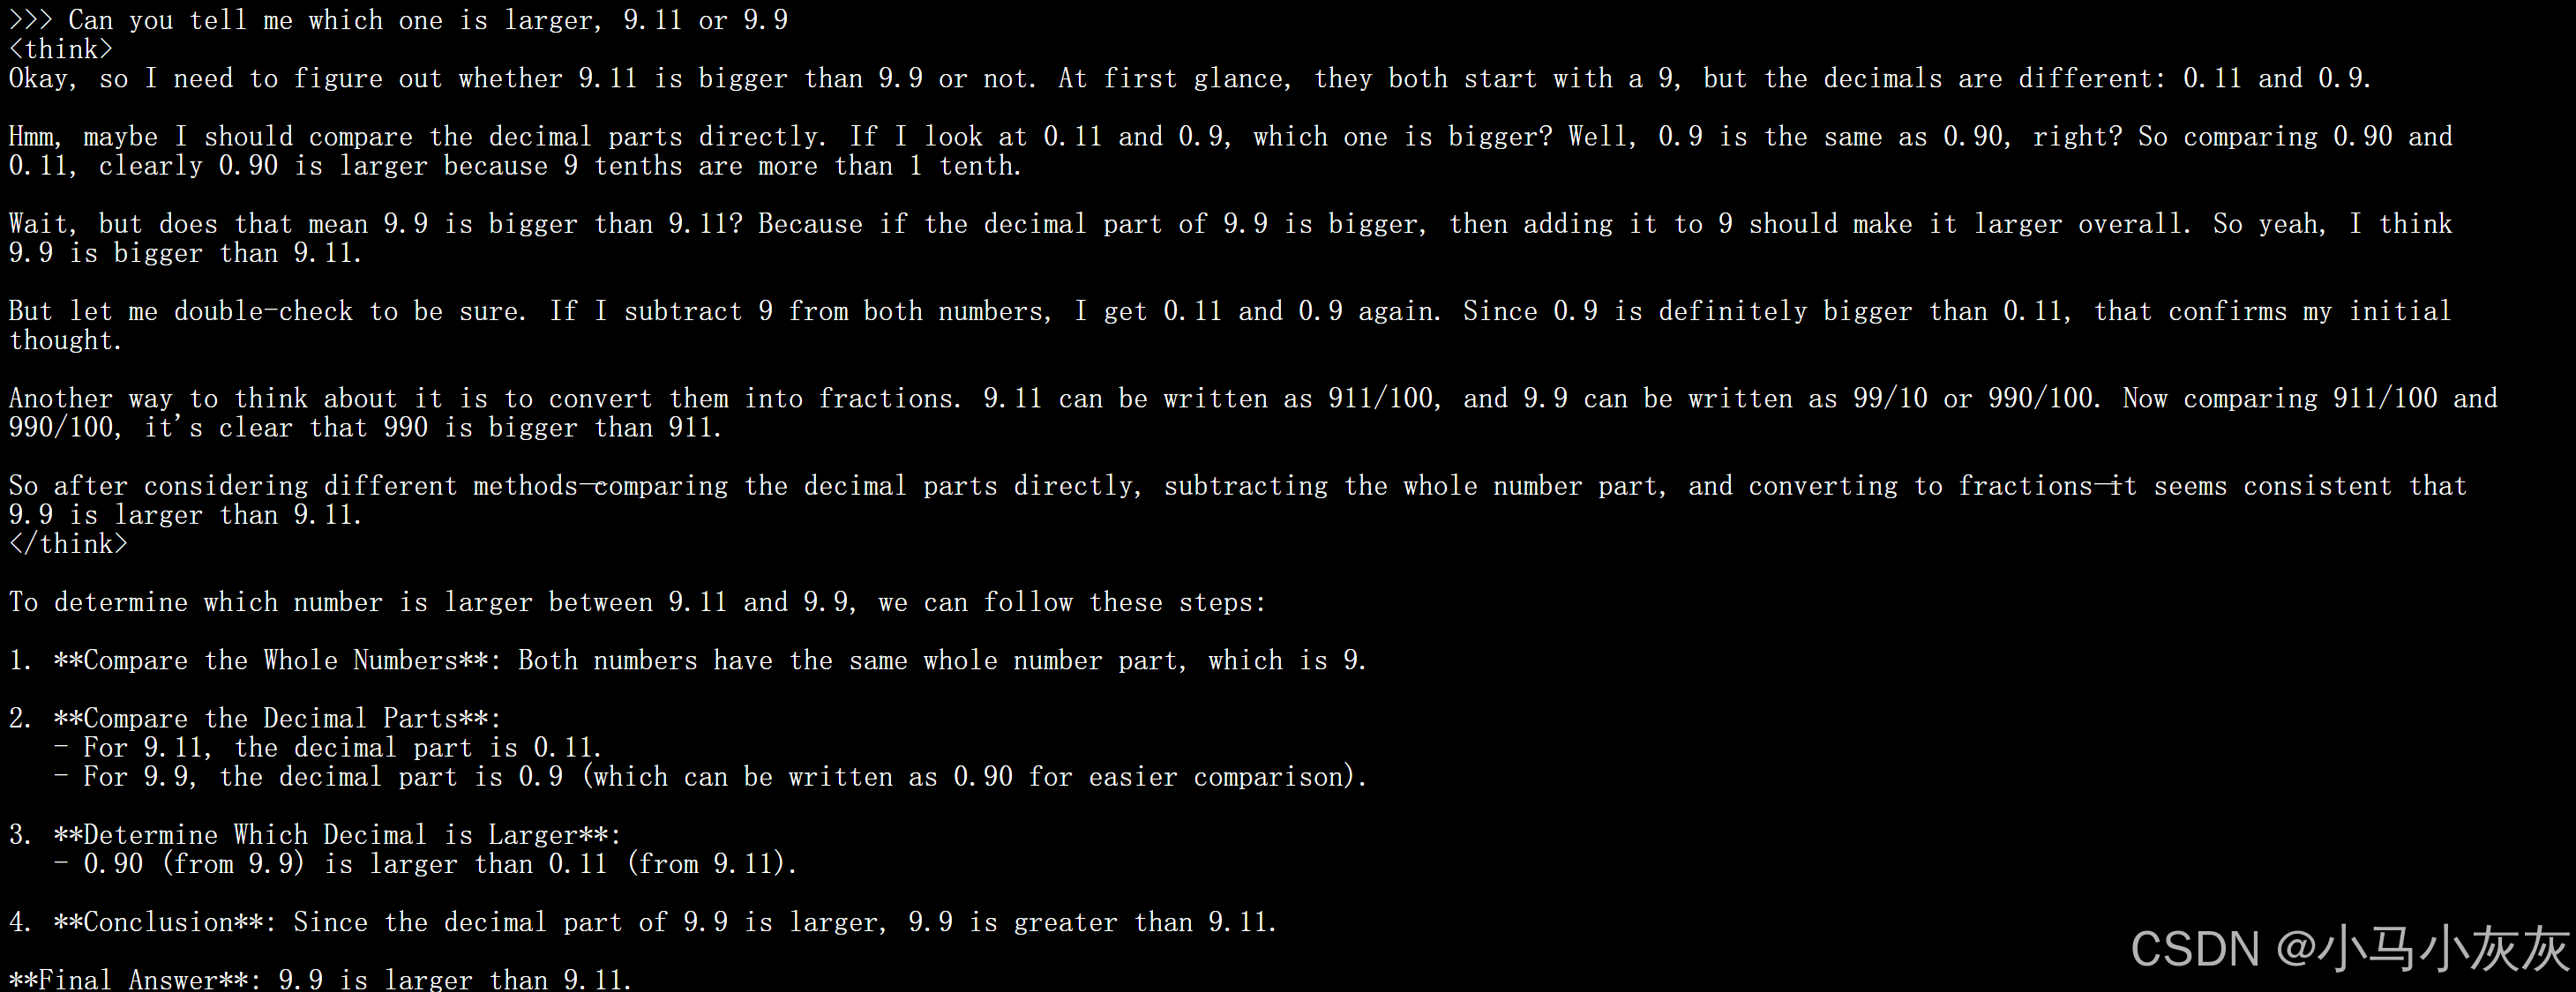 >>> Can you tell me which one is larger, 9.11 or 9.9
<think>
Okay, so I need to figure out whether 9.11 is bigger than 9.9 or not. At first glance, they both start with a 9, but the decimals are different: 0.11 and 0.9.
Hmm, maybe I should compare the decimal parts directly. If I look at 0.11 and 0.9, which one is bigger? Well, 0.9 is the same as 0.90, right? So comparing 0.90 and
0.11, clearly 0.90 is larger because 9 tenths are more than 1 tenth.
Wait, but does that mean 9.9 is bigger than 9.11? Because if the decimal part of 9.9 is bigger, then adding it to 9 should make it larger overall. So yeah, I think
9.9 is bigger than 9.11.
But let me double-check to be sure. If I subtract 9 from both numbers, I get 0.11 and 0.9 again. Since 0.9 is definitely bigger than 0.11, that confirms my initial
thought.
Another way to think about it is to convert them into fractions. 9.11 can be written as 911/100, and 9.9 can be written as 99/10 or 990/100. Now comparing 911/100 and
990/100, it's clear that 990 is bigger than 911.
So after considering different methods—comparing the decimal parts directly, subtracting the whole number part, and converting to fractions—it seems consistent that
9.9 is larger than 9.11.
</think>
To determine which number is larger between 9.11 and 9.9, we can follow these steps:
1. **Compare the Whole Numbers**: Both numbers have the same whole number part, which is 9.
2. **Compare the Decimal Parts**:
- For 9.11, the decimal part is 0.11.
- For 9.9, the decimal part is 0.9 (which can be written as 0.90 for easier comparison).
3. **Determine Which Decimal is Larger**:
- 0.90 (from 9.9) is larger than 0.11 (from 9.11).
4. **Conclusion**: Since the decimal part of 9.9 is larger, 9.9 is greater than 9.11.
**Final Answer**: 9.9 is larger than 9.11.
CSDN @小马小灰灰